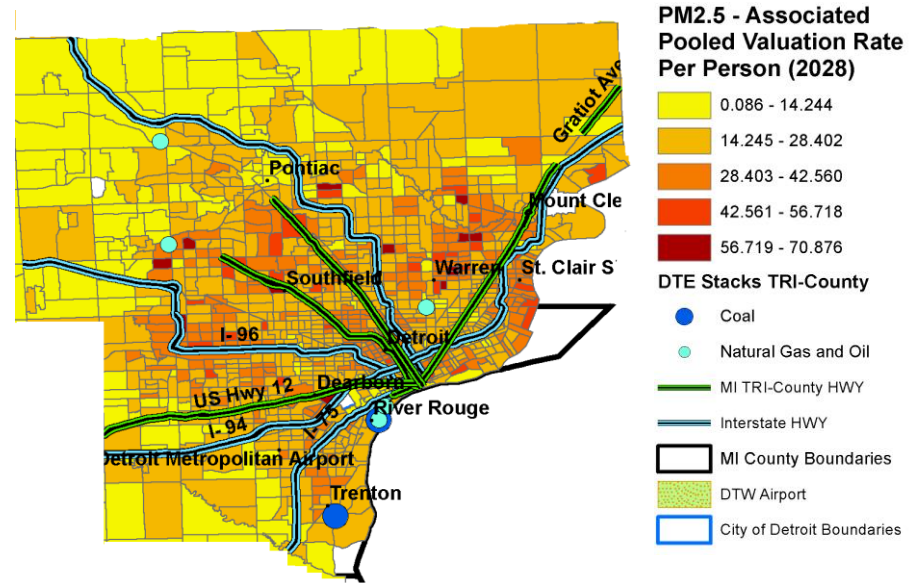 PM2.5 - Associated
Pooled Valuation Rate
Per Person (2028)
0.086 - 14.244
14.245 - 28.402
28.403 - 42.560
42.561 - 56.718
56.719 - 70.876
DTE Stacks TRI-County
Coal
Natural Gas and Oil
MI TRI-County HWY
Interstate HWY
MI County Boundaries
DTW Airport
City of Detroit Boundaries
Gratiot Ave
Pontiac
Mount Cle
Southfield
Warren
St. Clair S
I- 96
Detroit
US Hwy 12
Dearborn
I- 94
I- 75
River Rouge
Detroit Metropolitan Airport
Trenton